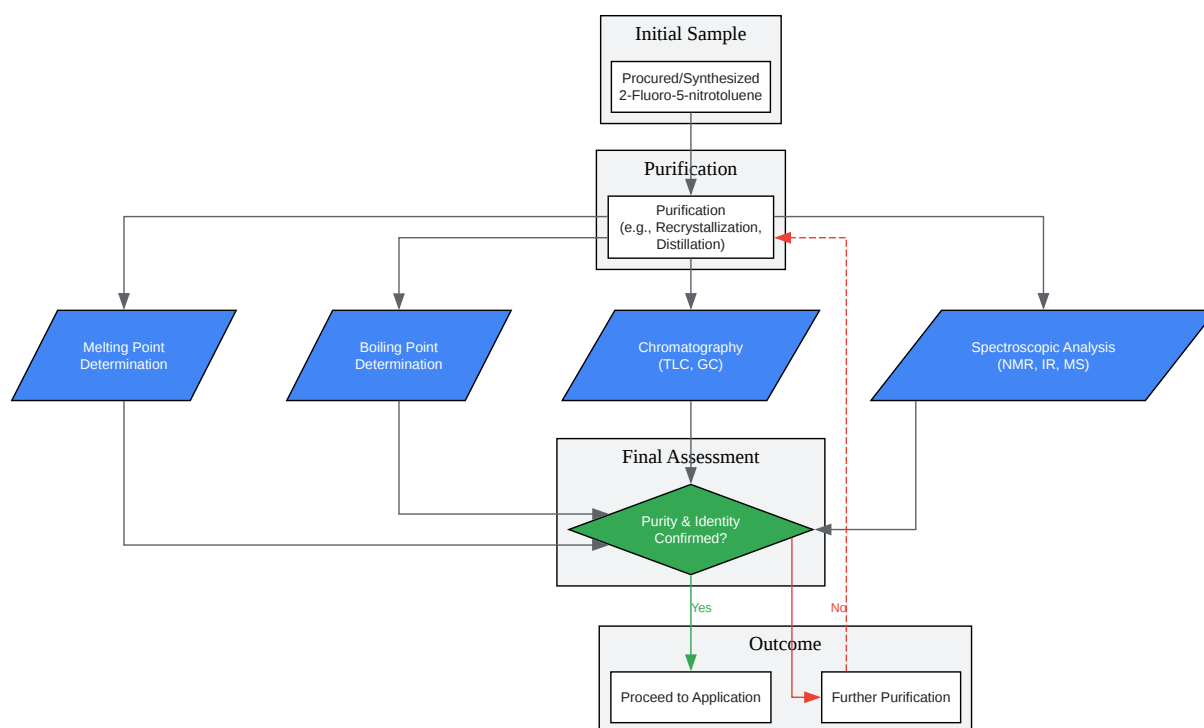 Initial Sample
Procured/Synthesized
2-Fluoro-5-nitrotoluene
Purification
Purification
(e.g., Recrystallization,
Distillation)
Melting Point
Determination
Boiling Point
Determination
Chromatography
(TLC, GC)
Spectroscopic Analysis
(NMR, IR, MS)
Final Assessment
Purity & Identity
Confirmed?
Yes
No
Outcome
Proceed to Application
Further Purification